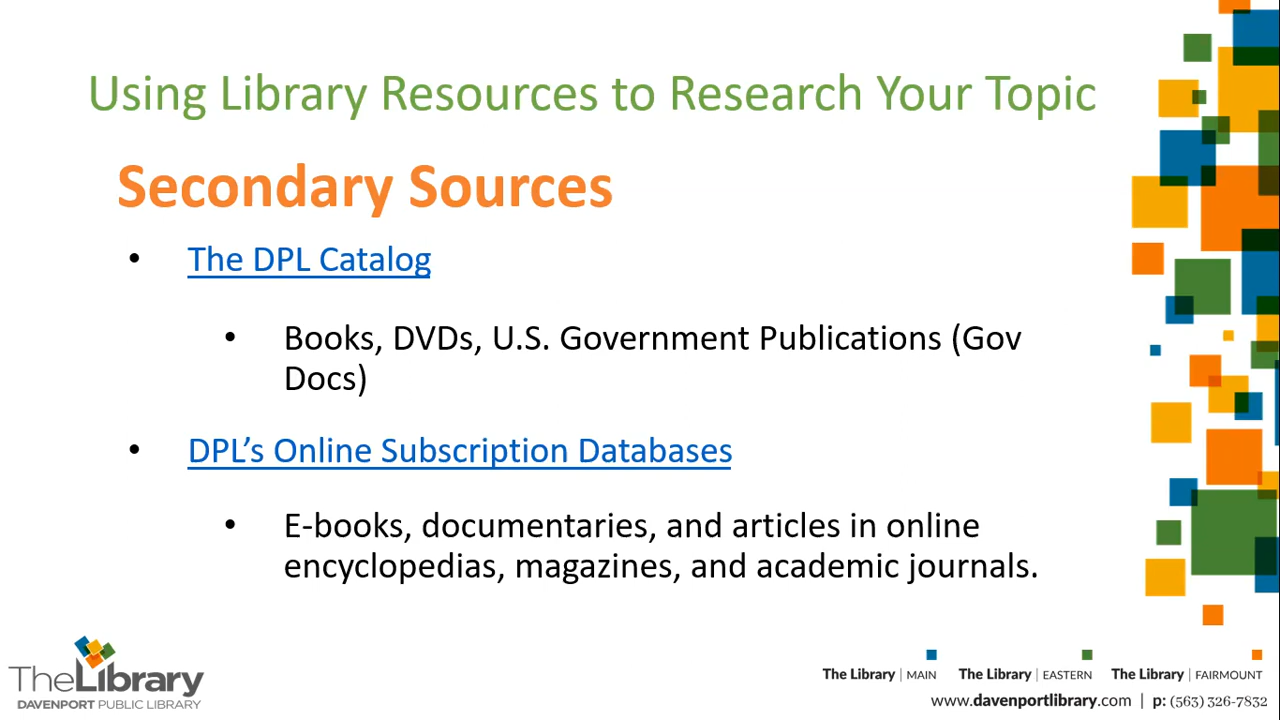 Using Library Resources to Research Your Topic
Secondary Sources
• The DPL Catalog
• Books, DVDs, U.S. Government Publications (Gov
Docs)
• DPL’s Online Subscription Databases
• E-books, documentaries, and articles in online
encyclopedias, magazines, and academic journals.
TheLibrary
DAVENPORT PUBLIC LIBRARY
The Library | MAIN The Library | EASTERN The Library | FAIRMOUNT
www.davenportlibrary.com | p: (563) 326-7832